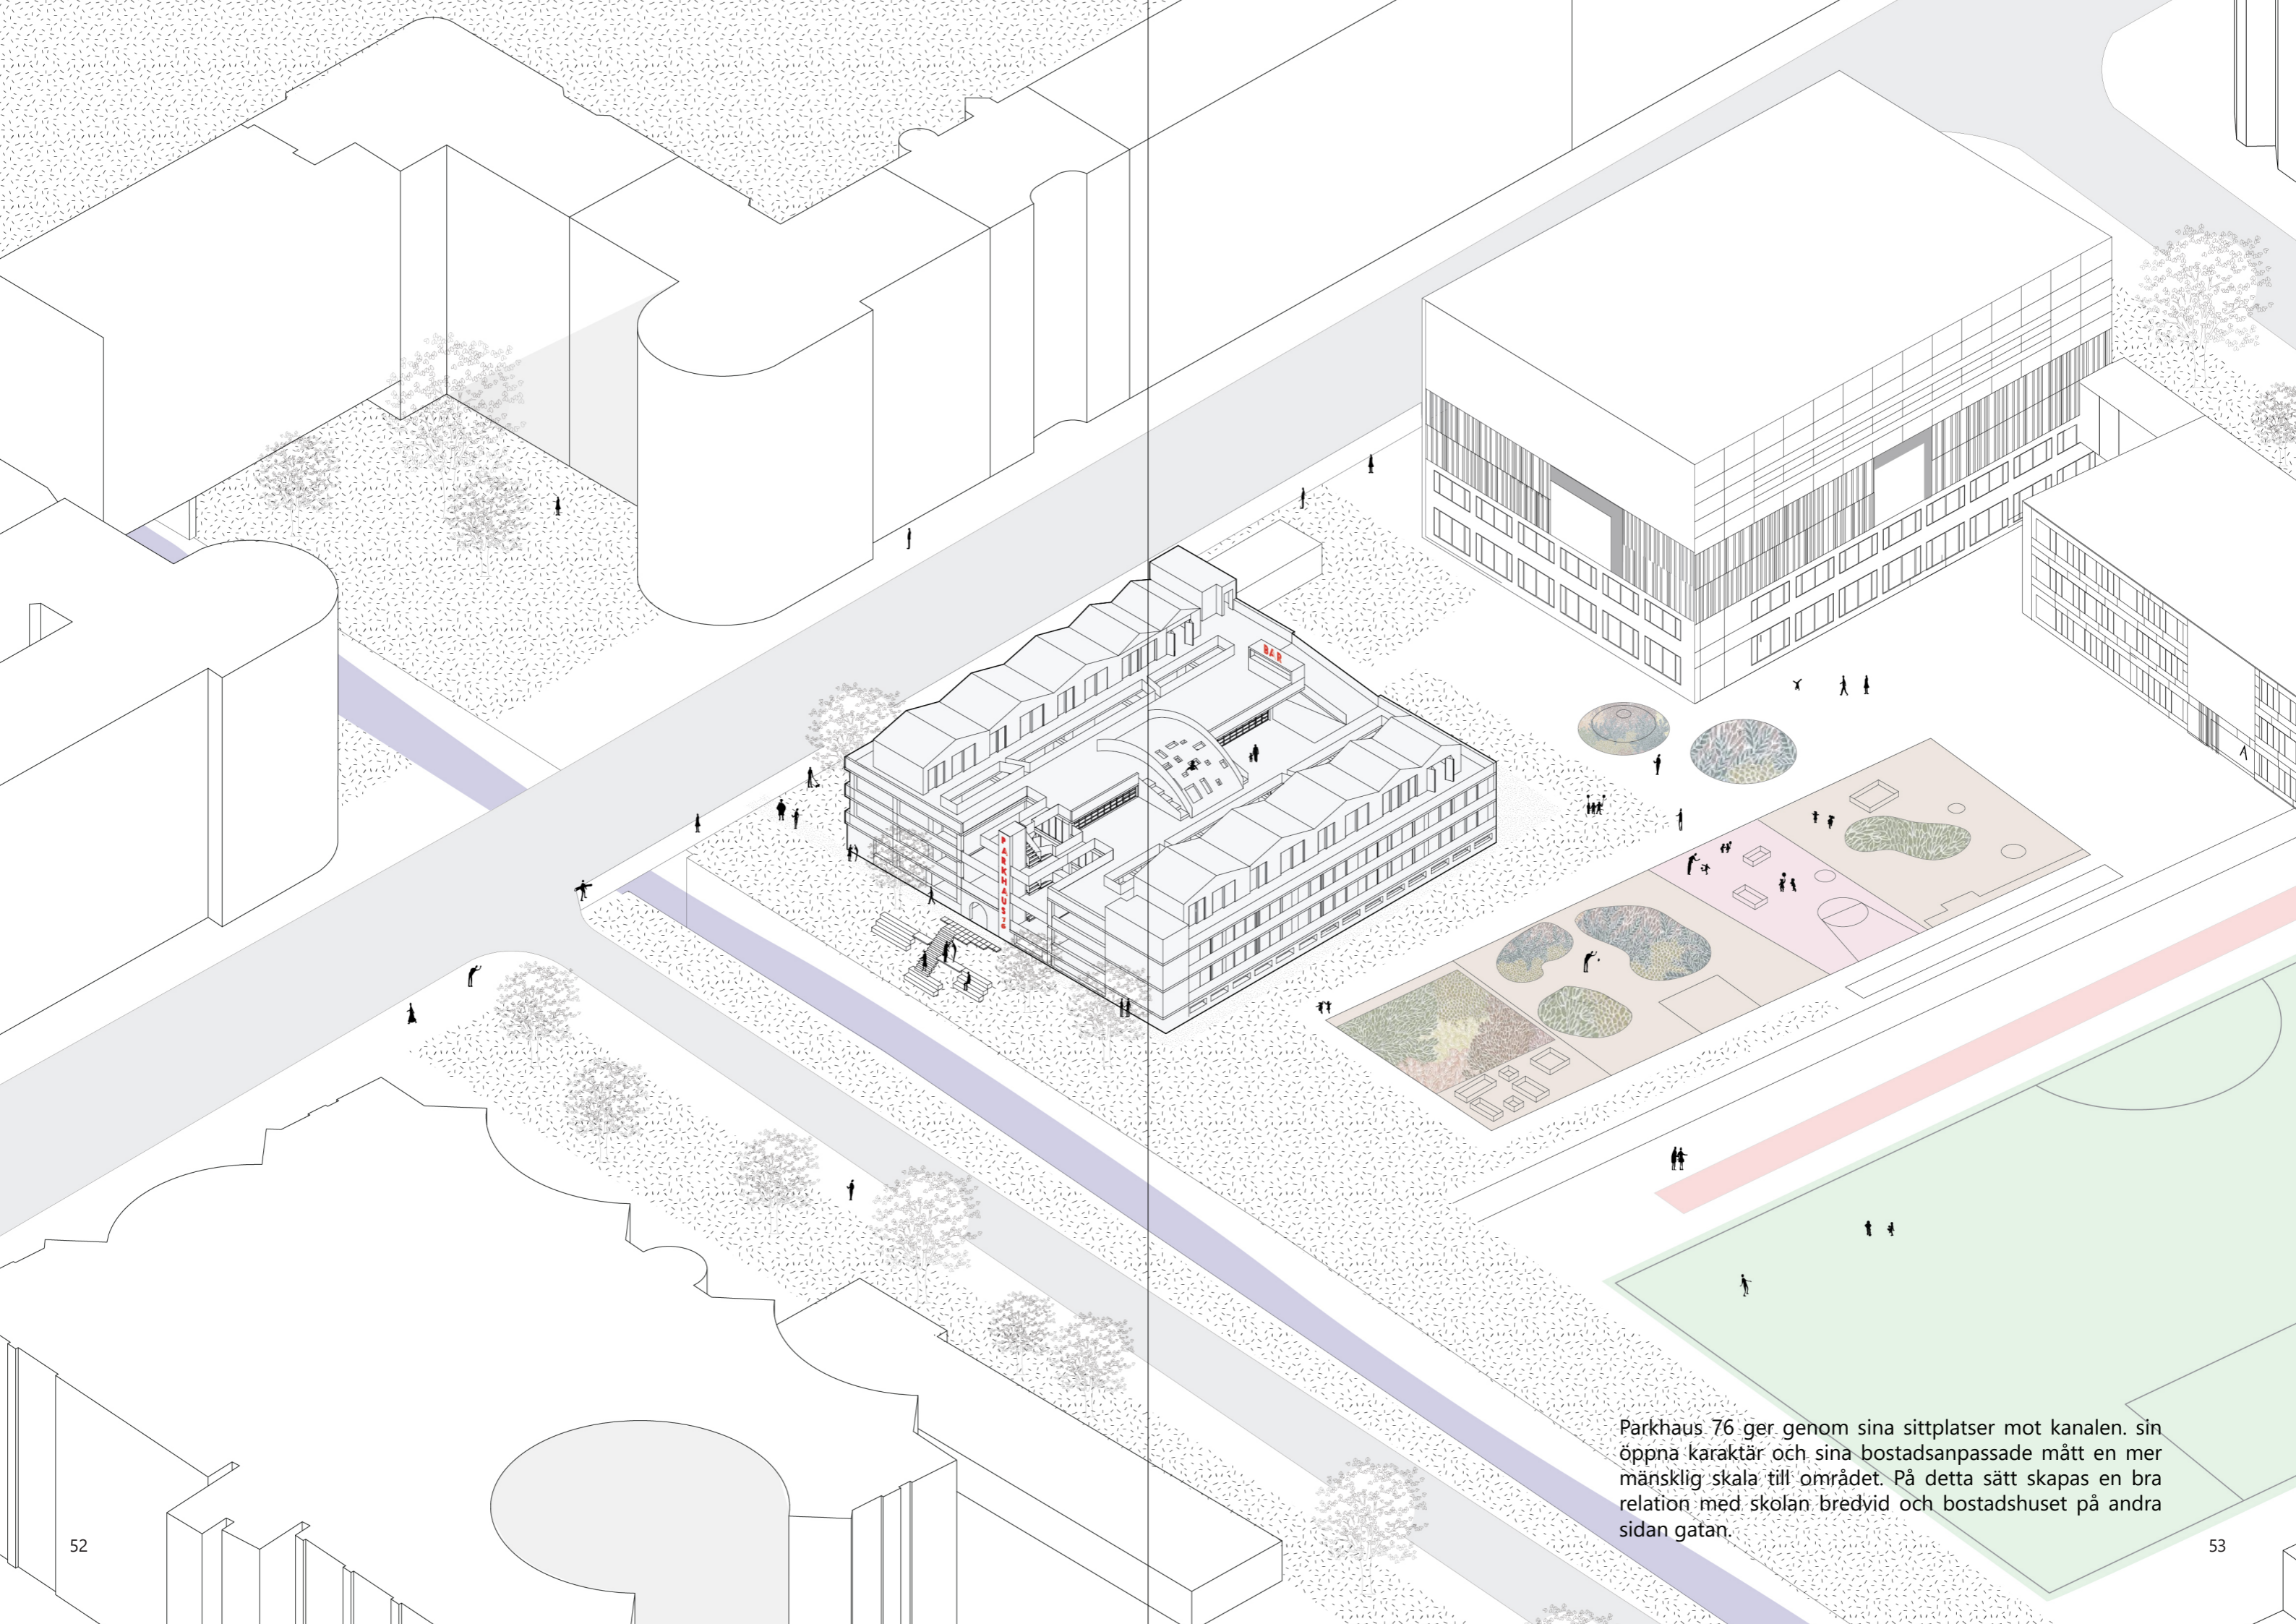 BAR
PARKHAUS 76
Parkhaus 76 ger genom sina sittplatser mot kanalen. sin
öppna karaktär och sina bostadsanpassade mått en mer
mänsklig skala till området. På detta sätt skapas en bra
relation med skolan bredvid och bostadshuset på andra
sidan gatan.
52
53